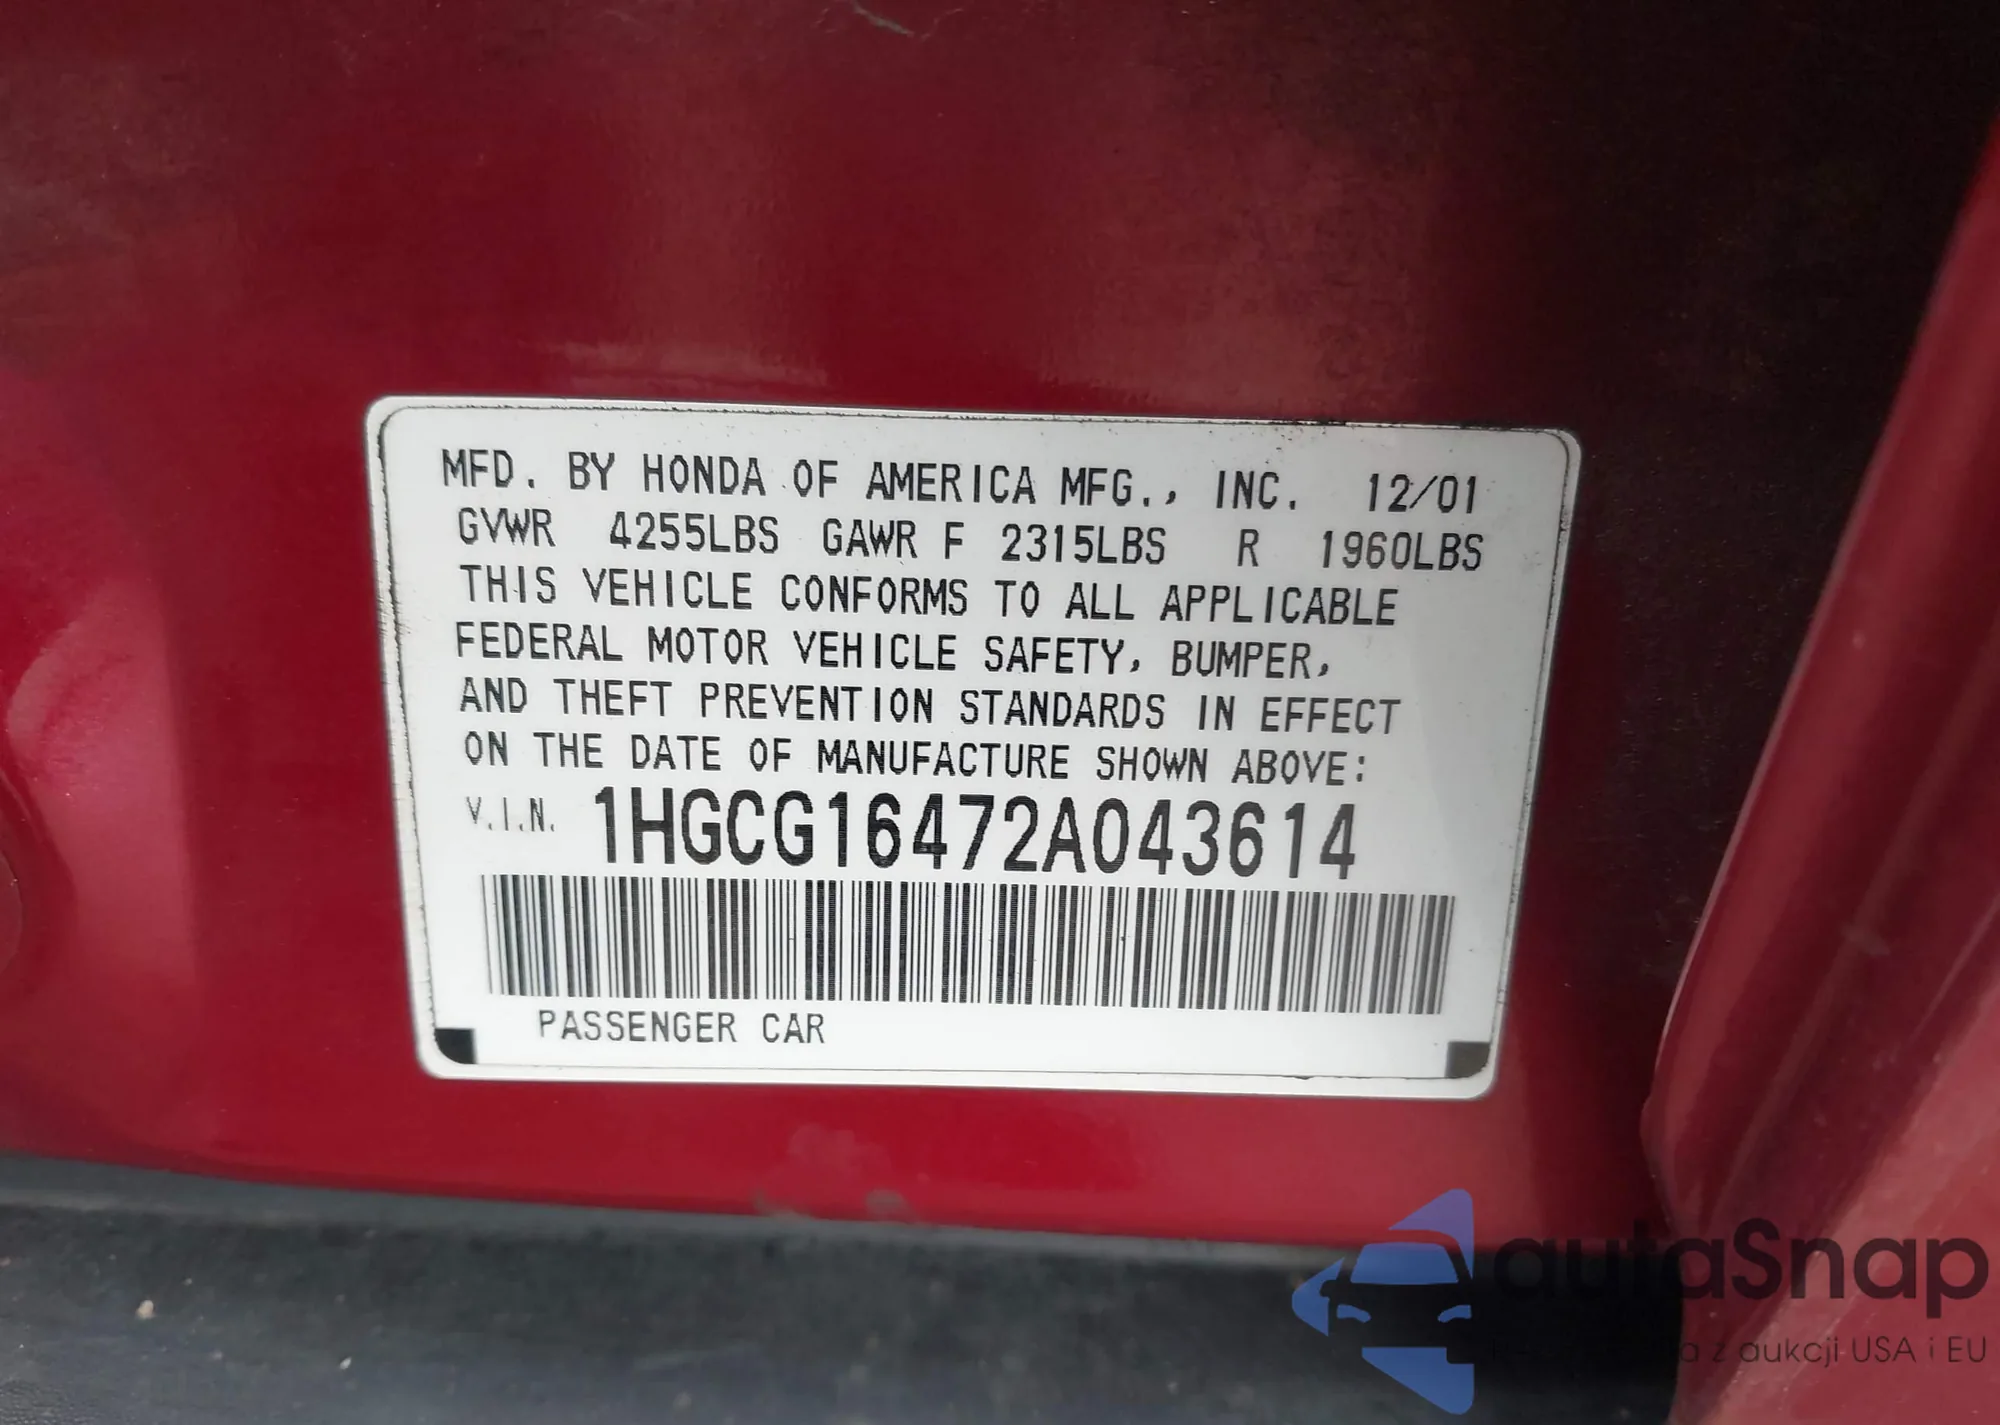 MFD. BY HONDA OF AMERICA MFG., INC. 12/01
GVWR 4255LBS GAWR F 2315LBS R 1960LBS
THIS VEHICLE CONFORMS TO ALL APPLICABLE
FEDERAL MOTOR VEHICLE SAFETY, BUMPER,
AND THEFT PREVENTION STANDARDS IN EFFECT
ON THE DATE OF MANUFACTURE SHOWN ABOVE:
V.I.N. 1HGCG16472A043614
PASSENGER CAR
autaSnap
z aukcji USA i EU